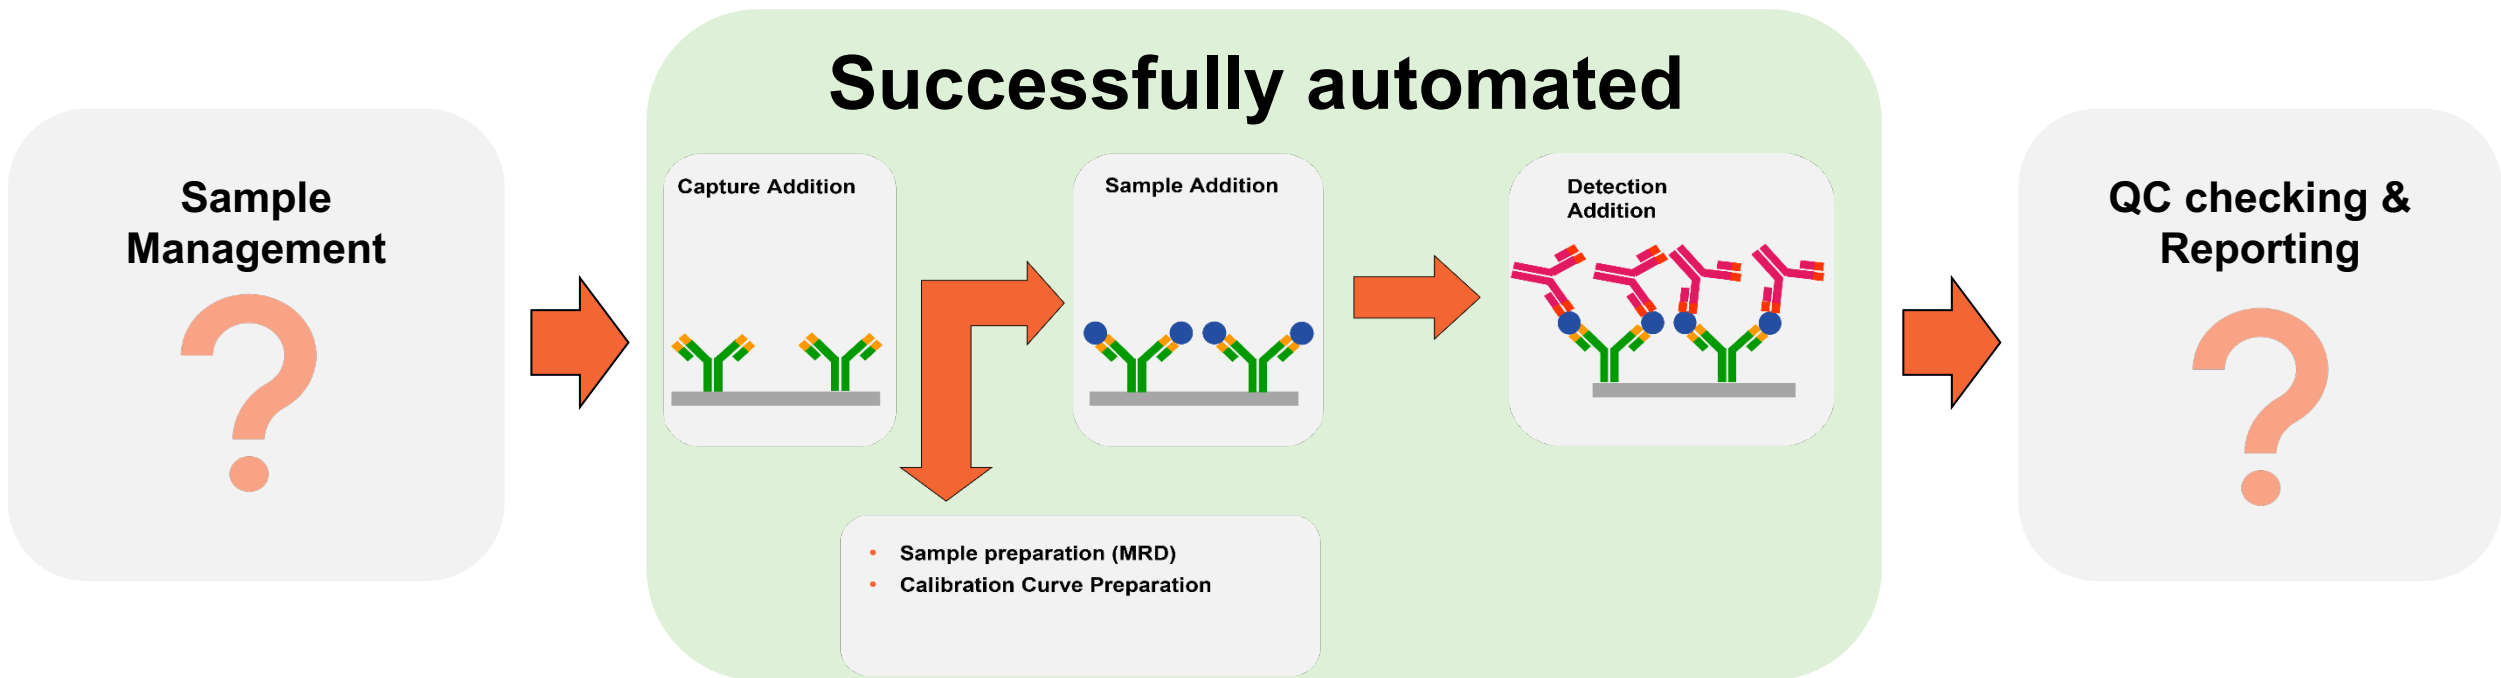 Successfully automated
Sample
Management
Capture Addition
Sample Addition
Detection
Addition
QC checking &
Reporting
• Sample preparation (MRD)
• Calibration Curve Preparation